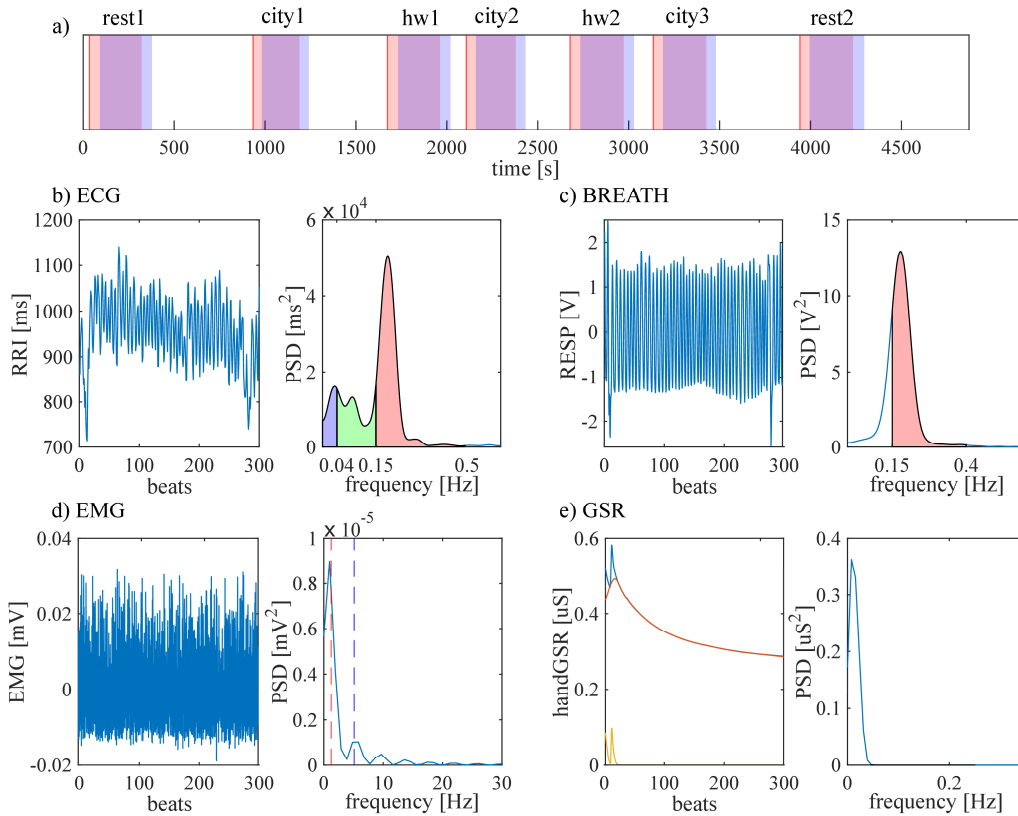 a)
rest1 city1 hw1 city2 hw2 city3 rest2
0 500 1000 1500 2000 2500 3000 3500 4000 4500
time [s]
b) ECG
1200
1100
1000
900
800
700
RRI [ms]
0 100 200 300
beats
x 10^4
6
4
2
0
PSD [ms^2]
0.04 0.15 0.5
frequency [Hz]
c) BREATH
2
1
0
-1
-2
RESP [V]
0 100 200 300
beats
15
10
5
0
PSD [V^2]
0.15 0.4
frequency [Hz]
d) EMG
0.04
0.02
0
-0.02
EMG [mV]
0 100 200 300
beats
x 10^-5
1
0.8
0.6
0.4
0.2
0
PSD [mV^2]
0 10 20 30
frequency [Hz]
e) GSR
0.6
0.4
0.2
0
handGSR [uS]
0 100 200 300
beats
0.4
0.3
0.2
0.1
0
PSD [uS^2]
0 0.2
frequency [Hz]